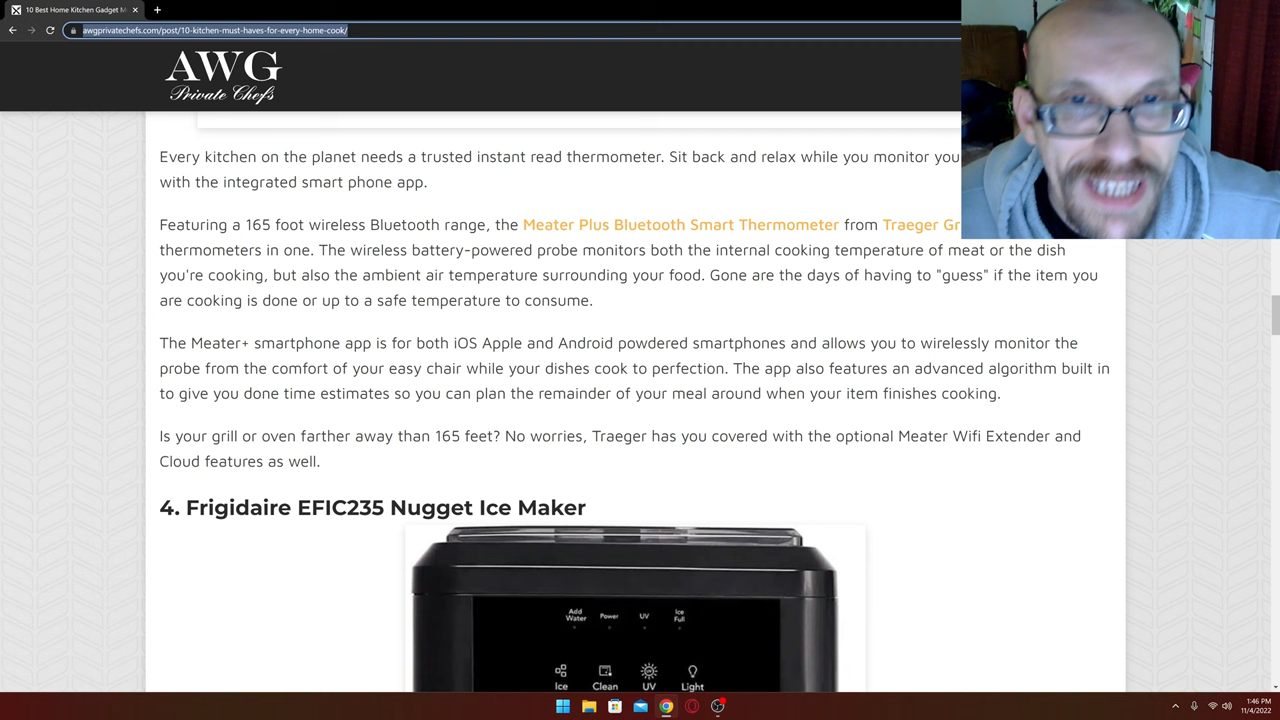 10 Best Home Kitchen Gadget M
awgprivatechefs.com/post/10-kitchen-must-haves-for-every-home-cook/
AWG
Private Chefs
Every kitchen on the planet needs a trusted instant read thermometer. Sit back and relax while you monitor you
with the integrated smart phone app.
Featuring a 165 foot wireless Bluetooth range, the Meater Plus Bluetooth Smart Thermometer from Traeger Gr
thermometers in one. The wireless battery-powered probe monitors both the internal cooking temperature of meat or the dish
you're cooking, but also the ambient air temperature surrounding your food. Gone are the days of having to "guess" if the item you
are cooking is done or up to a safe temperature to consume.
The Meater+ smartphone app is for both iOS Apple and Android powdered smartphones and allows you to wirelessly monitor the
probe from the comfort of your easy chair while your dishes cook to perfection. The app also features an advanced algorithm built in
to give you done time estimates so you can plan the remainder of your meal around when your item finishes cooking.
Is your grill or oven farther away than 165 feet? No worries, Traeger has you covered with the optional Meater Wifi Extender and
Cloud features as well.
4. Frigidaire EFIC235 Nugget Ice Maker
Add Water Power UV Ice Full
Ice Clean UV Light
1:46 PM
11/4/2022